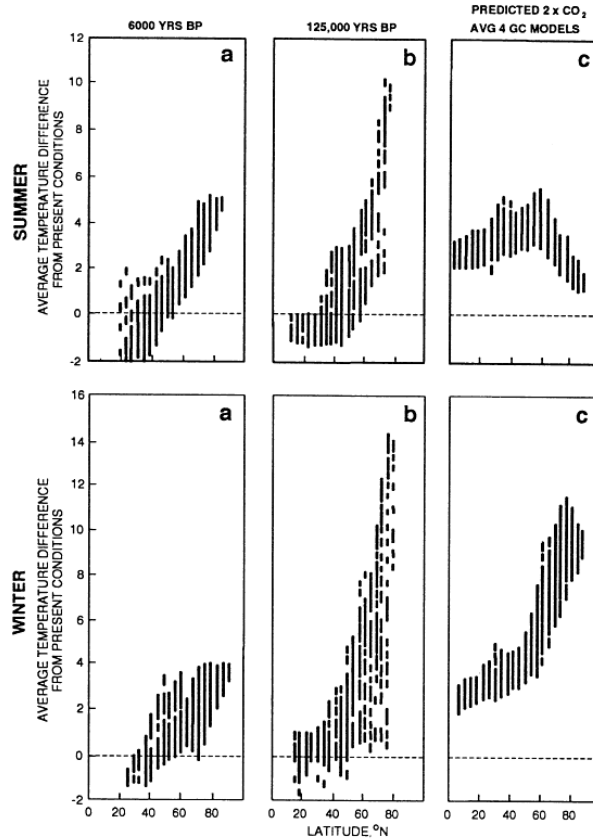 6000 YRS BP
125,000 YRS BP
PREDICTED 2 x CO₂
AVG 4 GC MODELS
SUMMER
AVERAGE TEMPERATURE DIFFERENCE
FROM PRESENT CONDITIONS
12
10
8
6
4
2
0
-2
a
b
c
WINTER
AVERAGE TEMPERATURE DIFFERENCE
FROM PRESENT CONDITIONS
16
14
12
10
8
6
4
2
0
-2
a
b
c
0 20 40 60 80
0 20 40 60 80
0 20 40 60 80
LATITUDE, °N